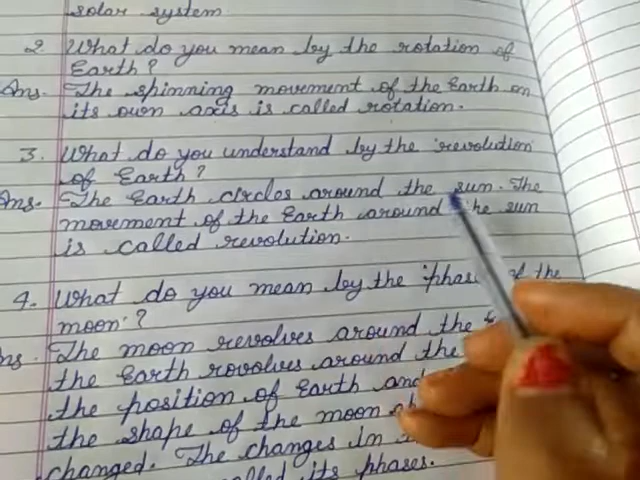 solar system
2. What do you mean by the rotation of
Earth?
Ans. The spinning movement of the Earth on
its own axis is called rotation.
3. What do you understand by the revolution
of Earth?
Ans. The Earth circles around the sun. The
movement of the Earth around the sun
is called revolution.
4. What do you mean by the phases of the
moon?
Ans. The moon revolves around the
the Earth revolves around the
the position of Earth and
the shape of the moon
changed. The changes in
its phases.